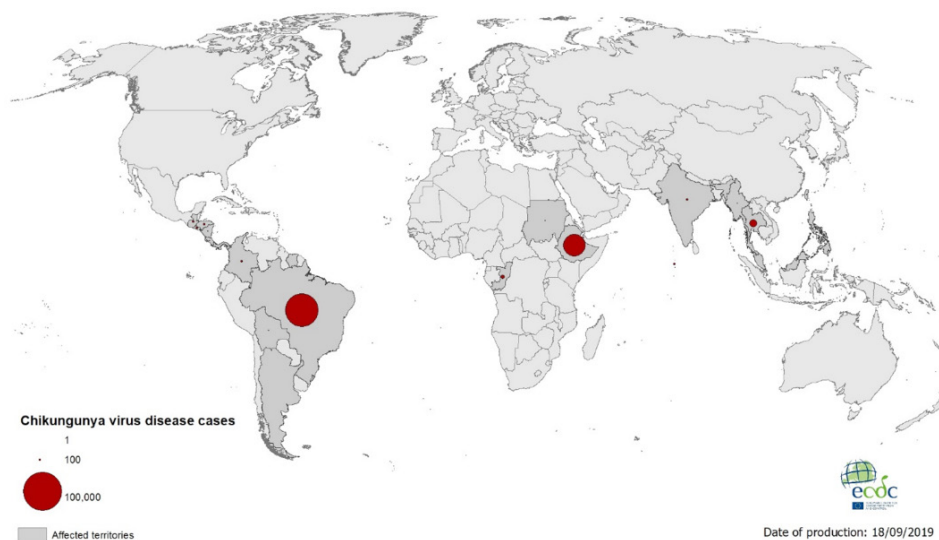 Chikungunya virus disease cases
1
100
100,000
Affected territories
ecdc
Date of production: 18/09/2019